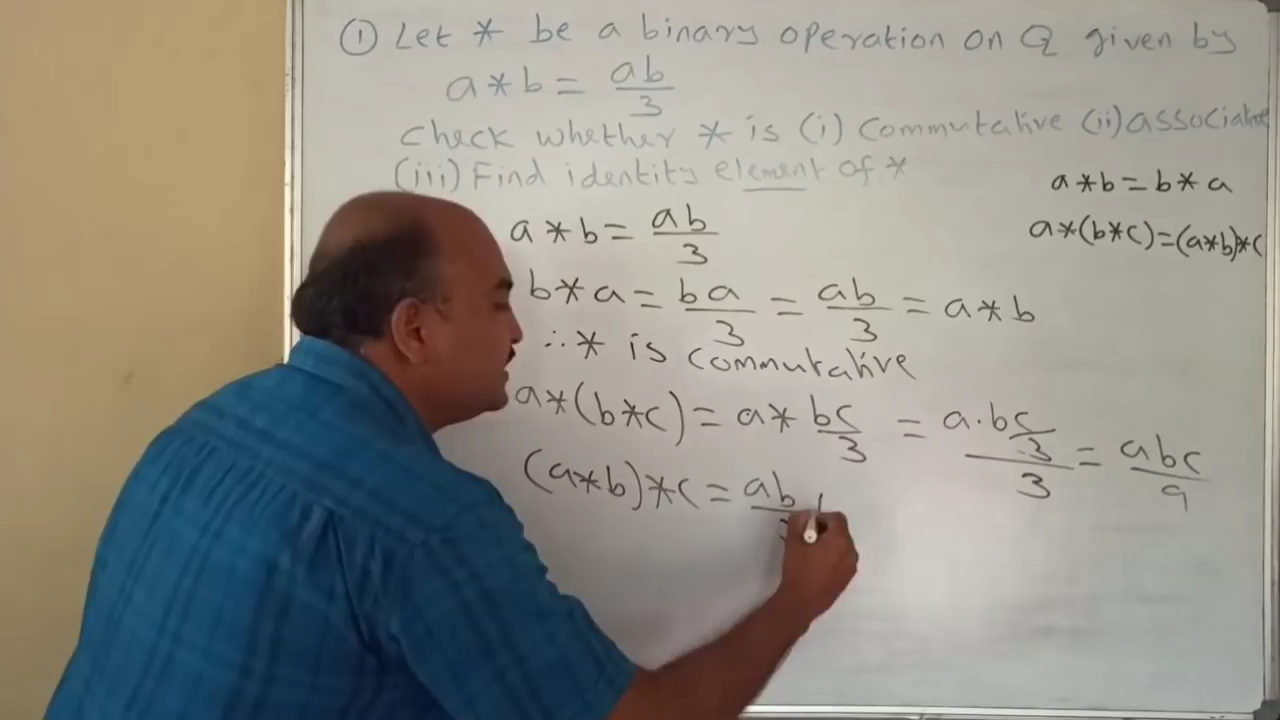 ① Let * be a binary operation on Q given by
a * b = ab/3
Check whether * is (i) Commutative (ii) associative
(iii) Find identity element of *
a * b = b * a
a * (b * c) = (a * b) * c
a * b = ab/3
b * a = ba/3 = ab/3 = a * b
∴ * is commutative
a * (b * c) = a * bc/3 = (a·bc/3)/3 = abc/9
(a * b) * c = ab/